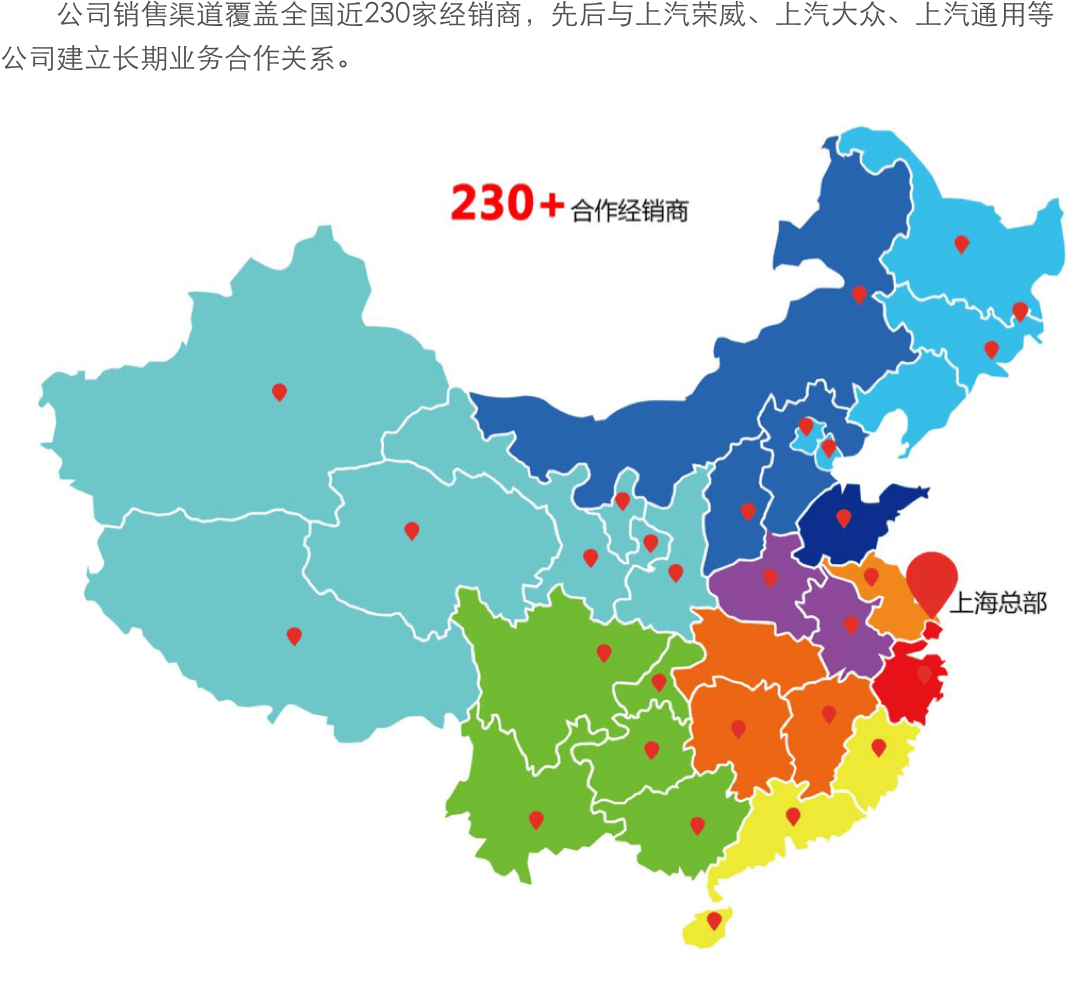 公司销售渠道覆盖全国近230家经销商，先后与上汽荣威、上汽大众、上汽通用等
公司建立长期业务合作关系。
230+合作经销商
上海总部